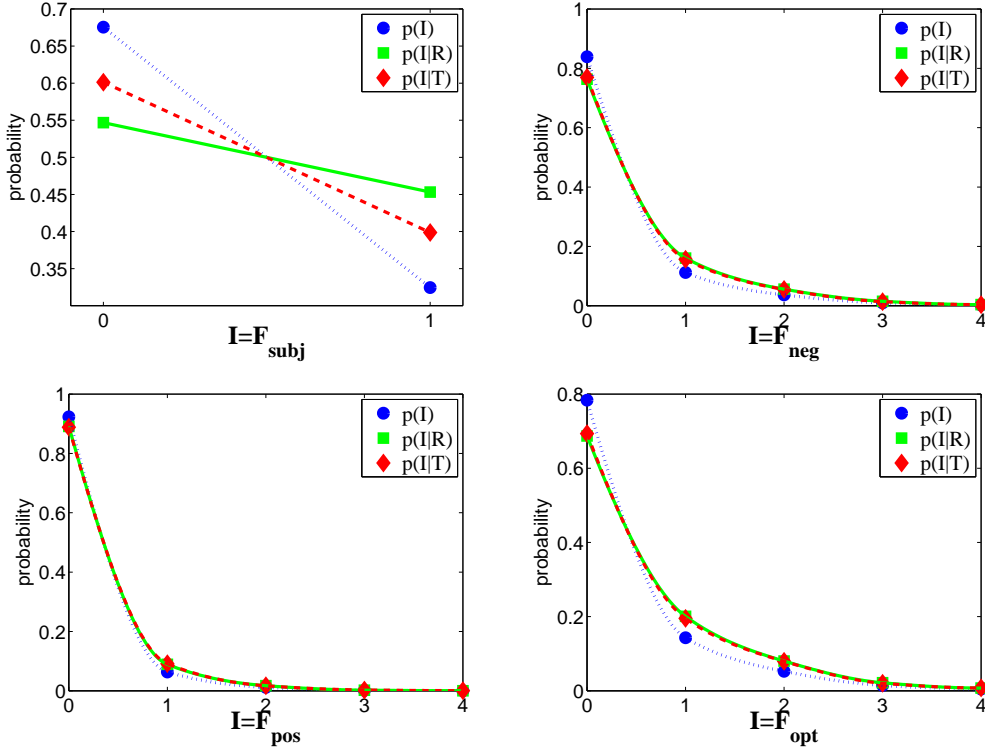 0.7
0.65
0.6
0.55
0.5
0.45
0.4
0.35
probability
p(I)
p(I|R)
p(I|T)
0
1
I=F_subj
1
0.8
0.6
0.4
0.2
0
probability
p(I)
p(I|R)
p(I|T)
0
1
2
3
4
I=F_neg
1
0.8
0.6
0.4
0.2
0
probability
p(I)
p(I|R)
p(I|T)
0
1
2
3
4
I=F_pos
0.8
0.6
0.4
0.2
0
probability
p(I)
p(I|R)
p(I|T)
0
1
2
3
4
I=F_opt